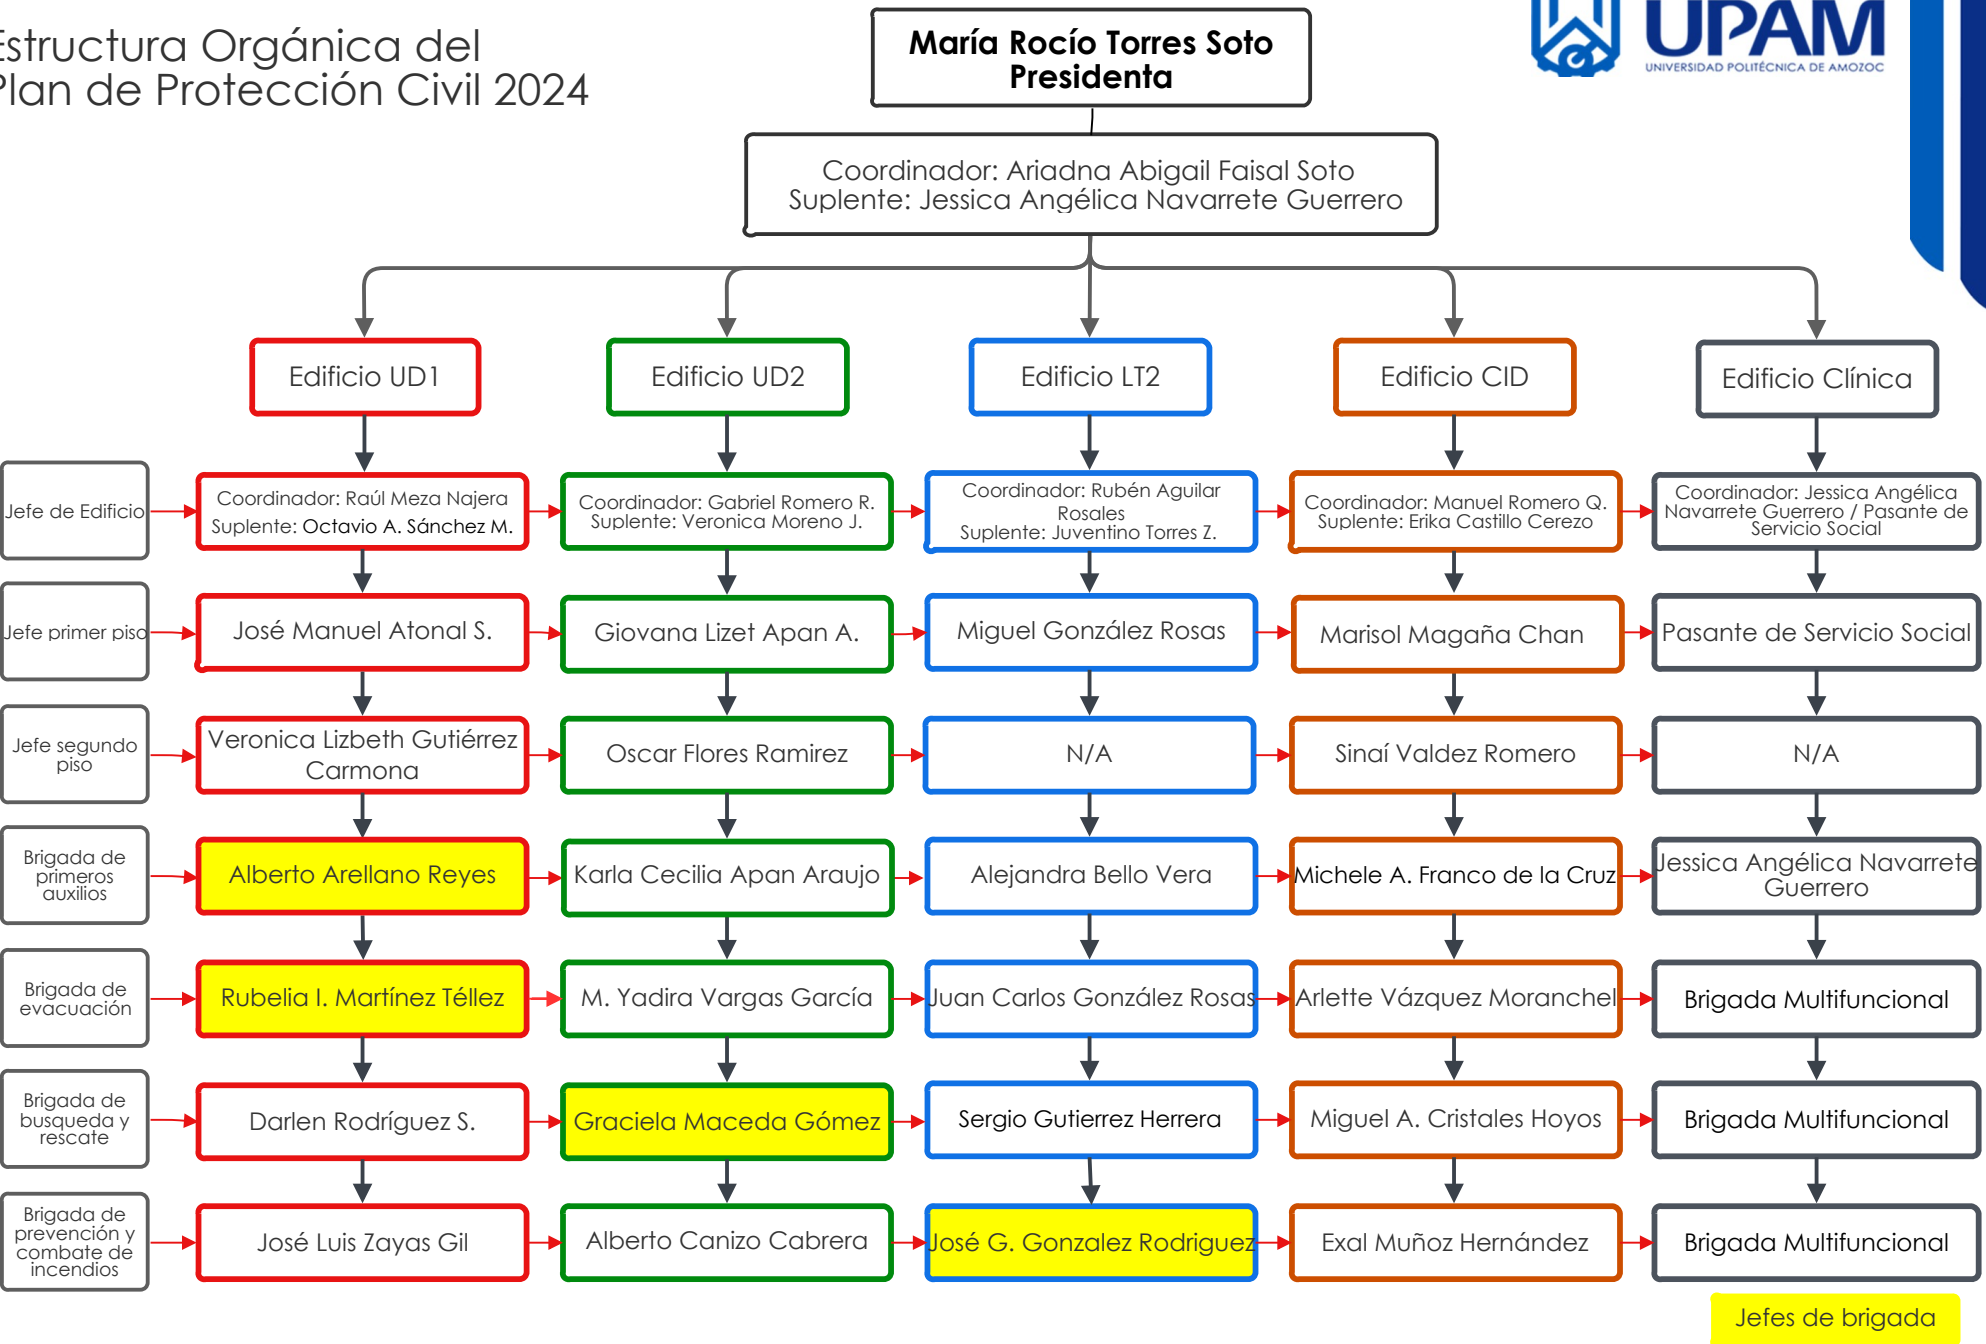 Estructura Orgánica del
Plan de Protección Civil 2024
María Rocío Torres Soto
Presidenta
UPAM
UNIVERSIDAD POLITÉCNICA DE AMOZOC
Coordinador: Ariadna Abigail Faisal Soto
Suplente: Jessica Angélica Navarrete Guerrero
Edificio UD1
Edificio UD2
Edificio LT2
Edificio CID
Edificio Clínica
Jefe de Edificio
Coordinador: Raúl Meza Najera
Suplente: Octavio A. Sánchez M.
Coordinador: Gabriel Romero R.
Suplente: Veronica Moreno J.
Coordinador: Rubén Aguilar
Rosales
Suplente: Juventino Torres Z.
Coordinador: Manuel Romero Q.
Suplente: Erika Castillo Cerezo
Coordinador: Jessica Angélica
Navarrete Guerrero / Pasante de
Servicio Social
Jefe primer piso
José Manuel Atonal S.
Giovana Lizet Apan A.
Miguel González Rosas
Marisol Magaña Chan
Pasante de Servicio Social
Jefe segundo
piso
Veronica Lizbeth Gutiérrez
Carmona
Oscar Flores Ramirez
N/A
Sinaí Valdez Romero
N/A
Brigada de
primeros
auxilios
Alberto Arellano Reyes
Karla Cecilia Apan Araujo
Alejandra Bello Vera
Michele A. Franco de la Cruz
Jessica Angélica Navarrete
Guerrero
Brigada de
evacuación
Rubelia I. Martínez Téllez
M. Yadira Vargas García
Juan Carlos González Rosas
Arlette Vázquez Moranchel
Brigada Multifuncional
Brigada de
busqueda y
rescate
Darlen Rodríguez S.
Graciela Maceda Gómez
Sergio Gutierrez Herrera
Miguel A. Cristales Hoyos
Brigada Multifuncional
Brigada de
prevención y
combate de
incendios
José Luis Zayas Gil
Alberto Canizo Cabrera
José G. Gonzalez Rodriguez
Exal Muñoz Hernández
Brigada Multifuncional
Jefes de brigada